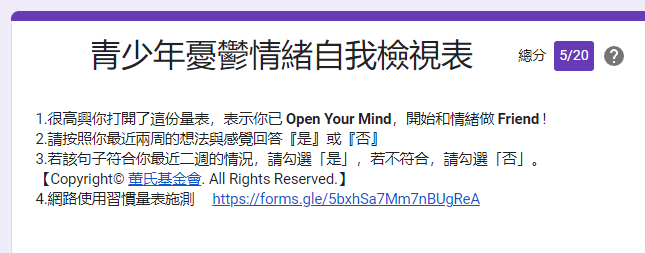 青少年憂鬱情緒自我檢視表 總分 5/20 ?
1.很高興你打開了這份量表，表示你已 Open Your Mind，開始和情緒做 Friend！
2.請按照你最近兩周的想法與感覺回答『是』或『否』
3.若該句子符合你最近二週的情況，請勾選「是」，若不符合，請勾選「否」。
【Copyright© 董氏基金會. All Rights Reserved.】
4.網路使用習慣量表施測 https://forms.gle/5bxhSa7Mm7nBUgReA